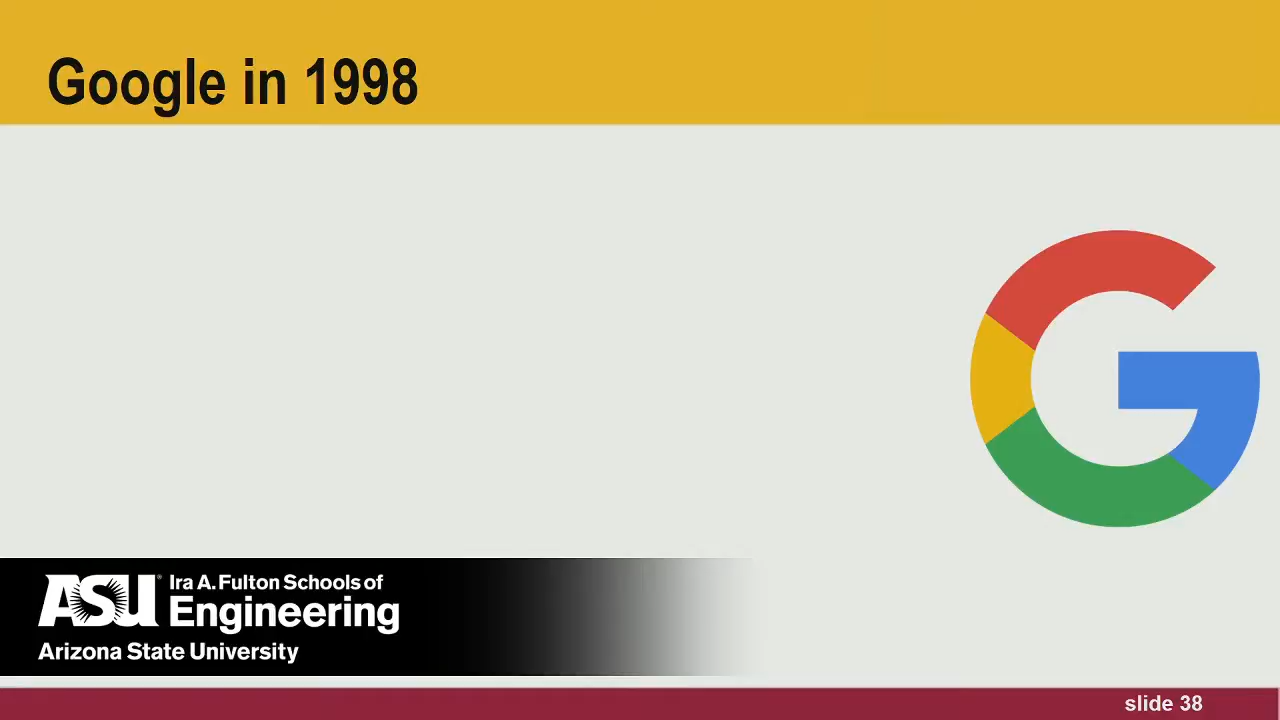 Google in 1998
ASU® Ira A. Fulton Schools of
Engineering
Arizona State University
slide 38